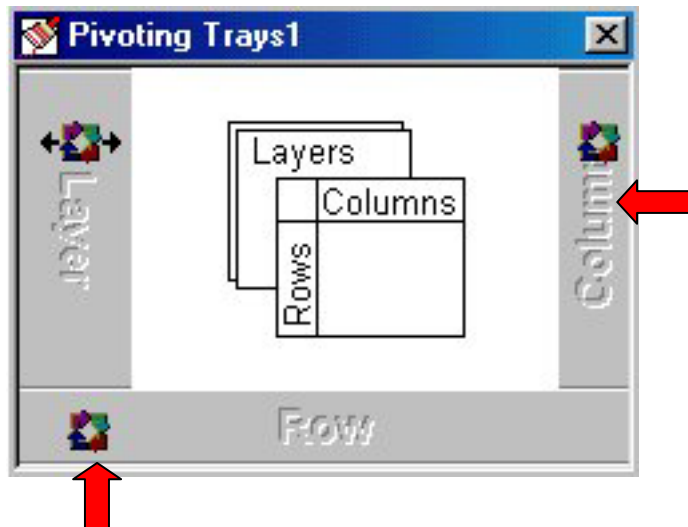 Pivoting Trays1
Layer
Layers
Columns
Rows
Column
Row